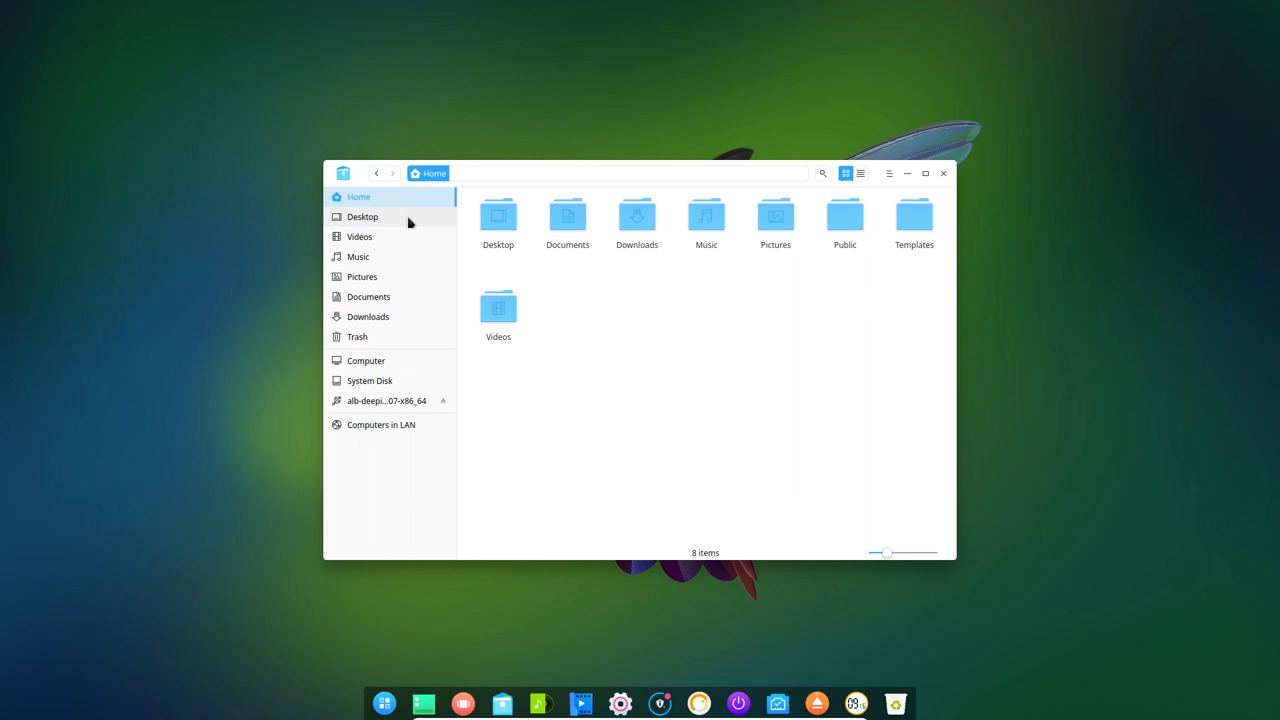 Home
Home
Desktop
Videos
Music
Pictures
Documents
Downloads
Trash
Computer
System Disk
alb-deepi...07-x86_64
Computers in LAN
Desktop
Documents
Downloads
Music
Pictures
Public
Templates
Videos
8 items